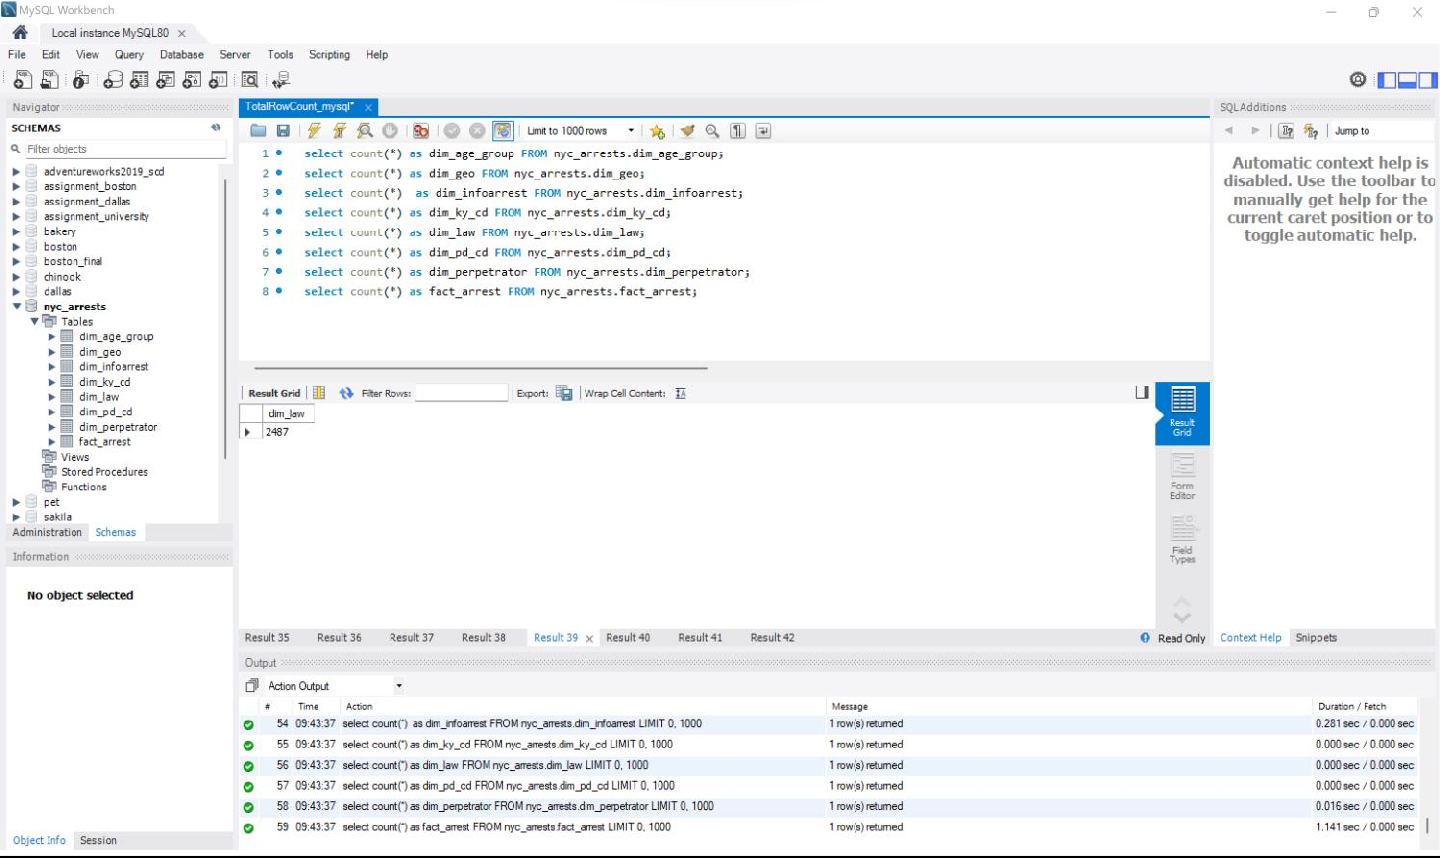 MySQL Workbench
Local instance MySQL80
File Edit View Query Database Server Tools Scripting Help
Navigator
SCHEMAS
Filter objects
adventureworks2019_scd
assignment_boston
assignment_dallas
assignment_university
bakery
boston
boston_final
chinook
dallas
nyc_arrests
Tables
dim_age_group
dim_geo
dim_infoarrest
dim_ky_cd
dim_law
dim_pd_cd
dim_perpetrator
fact_arrest
Views
Stored Procedures
Functions
pet
sakila
Administration Schemas
Information
No object selected
Object Info Session
TotalRowCount_mysql*
Limit to 1000 rows
1 select count(*) as dim_age_group FROM nyc_arrests.dim_age_group;
2 select count(*) as dim_geo FROM nyc_arrests.dim_geo;
3 select count(*)  as dim_infoarrest FROM nyc_arrests.dim_infoarrest;
4 select count(*) as dim_ky_cd FROM nyc_arrests.dim_ky_cd;
5 select count(*) as dim_law FROM nyc_arrests.dim_law;
6 select count(*) as dim_pd_cd FROM nyc_arrests.dim_pd_cd;
7 select count(*) as dim_perpetrator FROM nyc_arrests.dim_perpetrator;
8 select count(*) as fact_arrest FROM nyc_arrests.fact_arrest;
Result Grid Filter Rows: Export: Wrap Cell Content:
dim_law
2487
Result Grid
Form Editor
Field Types
Result 35 Result 36 Result 37 Result 38 Result 39 Result 40 Result 41 Result 42
Read Only
SQLAdditions
Jump to
Automatic context help is
disabled. Use the toolbar to
manually get help for the
current caret position or to
toggle automatic help.
Context Help Snippets
Output
Action Output
# Time Action Message Duration / Fetch
54 09:43:37 select count(*)  as dim_infoarrest FROM nyc_arrests.dim_infoarrest LIMIT 0, 1000 1 row(s) returned 0.281 sec / 0.000 sec
55 09:43:37 select count(*) as dim_ky_cd FROM nyc_arrests.dim_ky_cd LIMIT 0, 1000 1 row(s) returned 0.000 sec / 0.000 sec
56 09:43:37 select count(*) as dim_law FROM nyc_arrests.dim_law LIMIT 0, 1000 1 row(s) returned 0.000 sec / 0.000 sec
57 09:43:37 select count(*) as dim_pd_cd FROM nyc_arrests.dim_pd_cd LIMIT 0, 1000 1 row(s) returned 0.000 sec / 0.000 sec
58 09:43:37 select count(*) as dim_perpetrator FROM nyc_arrests.dim_perpetrator LIMIT 0, 1000 1 row(s) returned 0.016 sec / 0.000 sec
59 09:43:37 select count(*) as fact_arrest FROM nyc_arrests.fact_arrest LIMIT 0, 1000 1 row(s) returned 1.141 sec / 0.000 sec